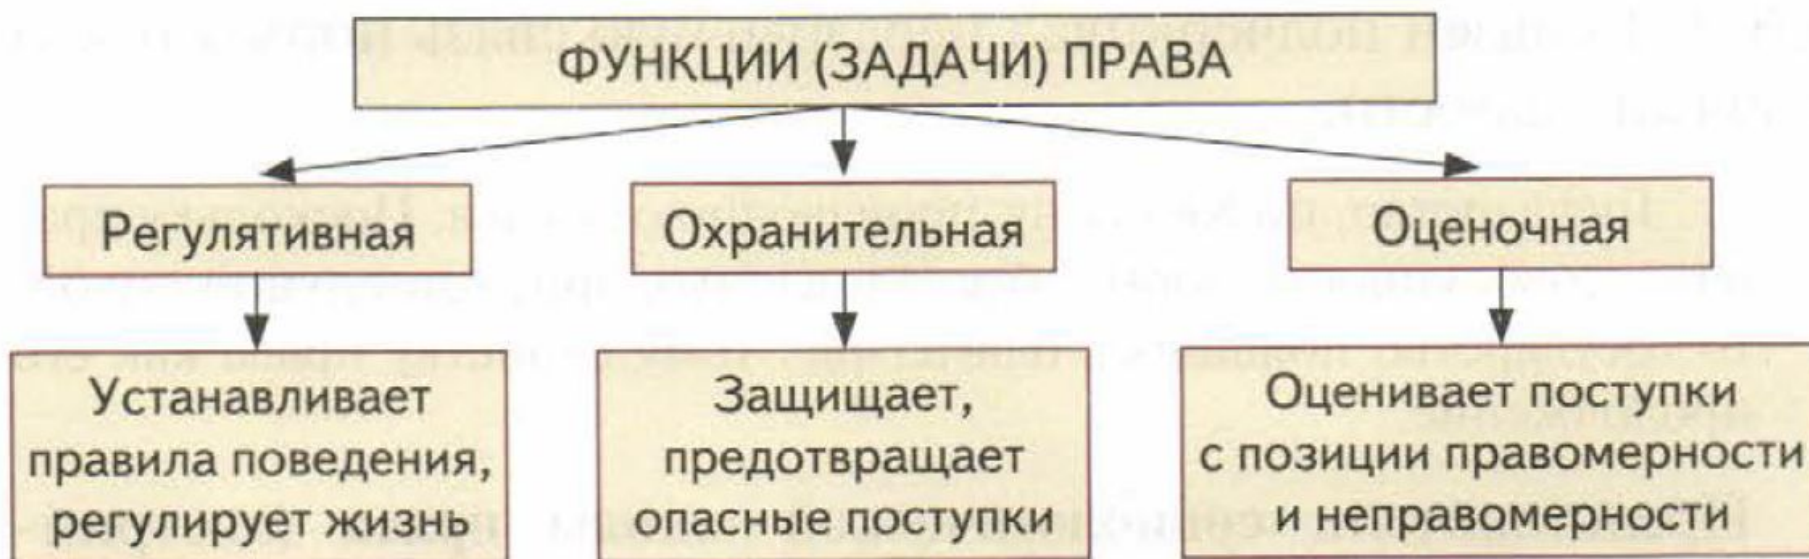 ФУНКЦИИ (ЗАДАЧИ) ПРАВА
Регулятивная
Охранительная
Оценочная
Устанавливает
правила поведения,
регулирует жизнь
Защищает,
предотвращает
опасные поступки
Оценивает поступки
с позиции правомерности
и неправомерности